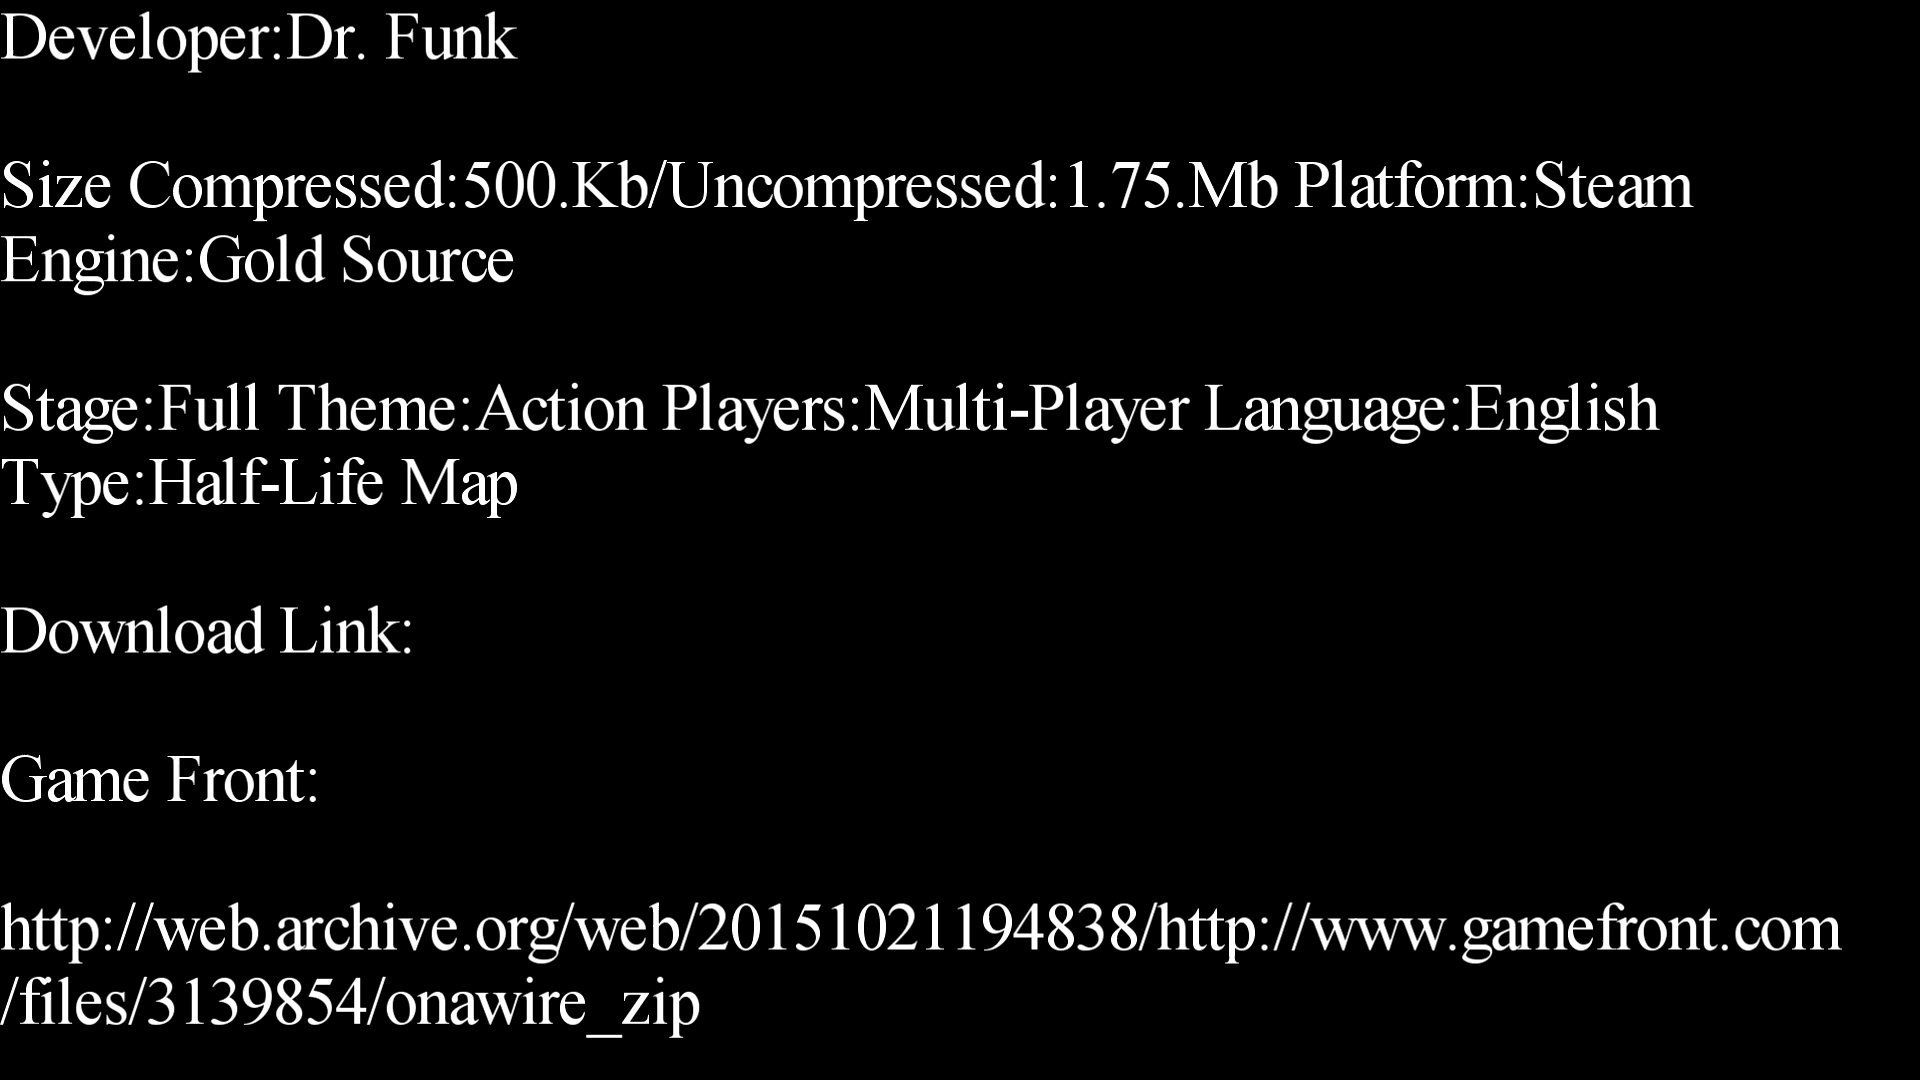 Developer:Dr. Funk
Size Compressed:500.Kb/Uncompressed:1.75.Mb Platform:Steam
Engine:Gold Source
Stage:Full Theme:Action Players:Multi-Player Language:English
Type:Half-Life Map
Download Link:
Game Front:
http://web.archive.org/web/20151021194838/http://www.gamefront.com
/files/3139854/onawire_zip